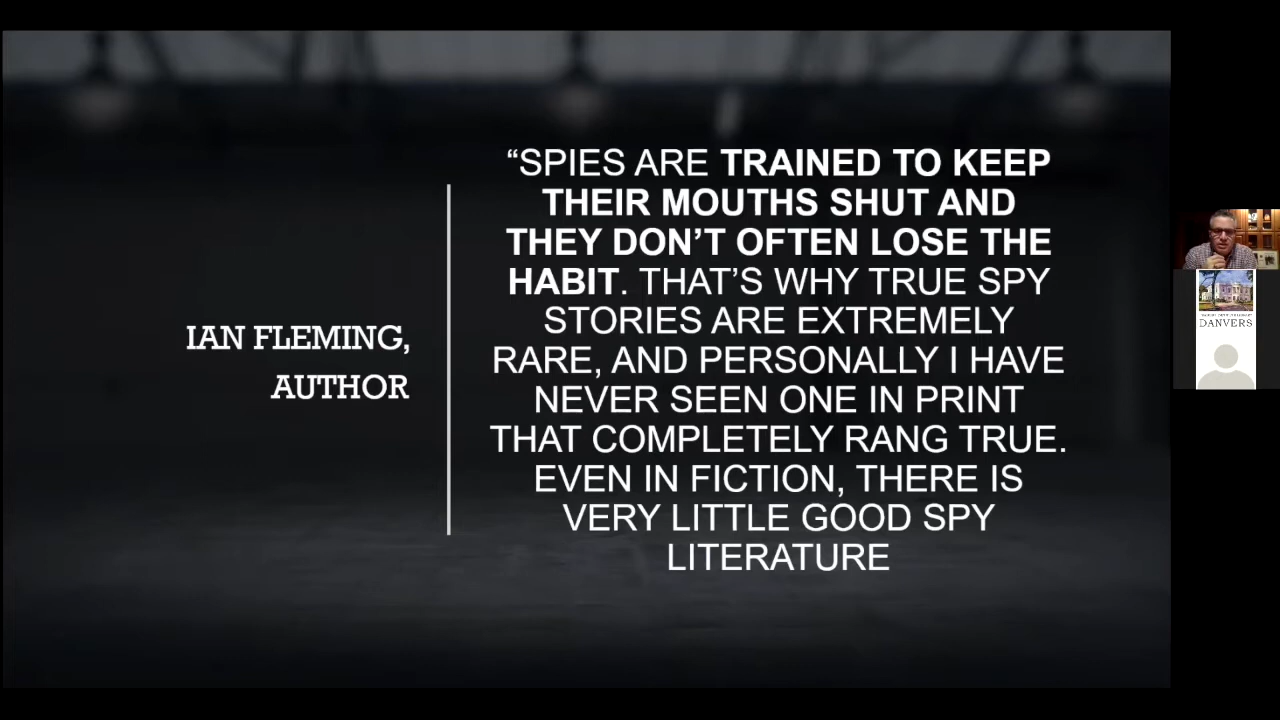 IAN FLEMING,
AUTHOR
“SPIES ARE TRAINED TO KEEP
THEIR MOUTHS SHUT AND
THEY DON’T OFTEN LOSE THE
HABIT. THAT’S WHY TRUE SPY
STORIES ARE EXTREMELY
RARE, AND PERSONALLY I HAVE
NEVER SEEN ONE IN PRINT
THAT COMPLETELY RANG TRUE.
EVEN IN FICTION, THERE IS
VERY LITTLE GOOD SPY
LITERATURE
DANVERS